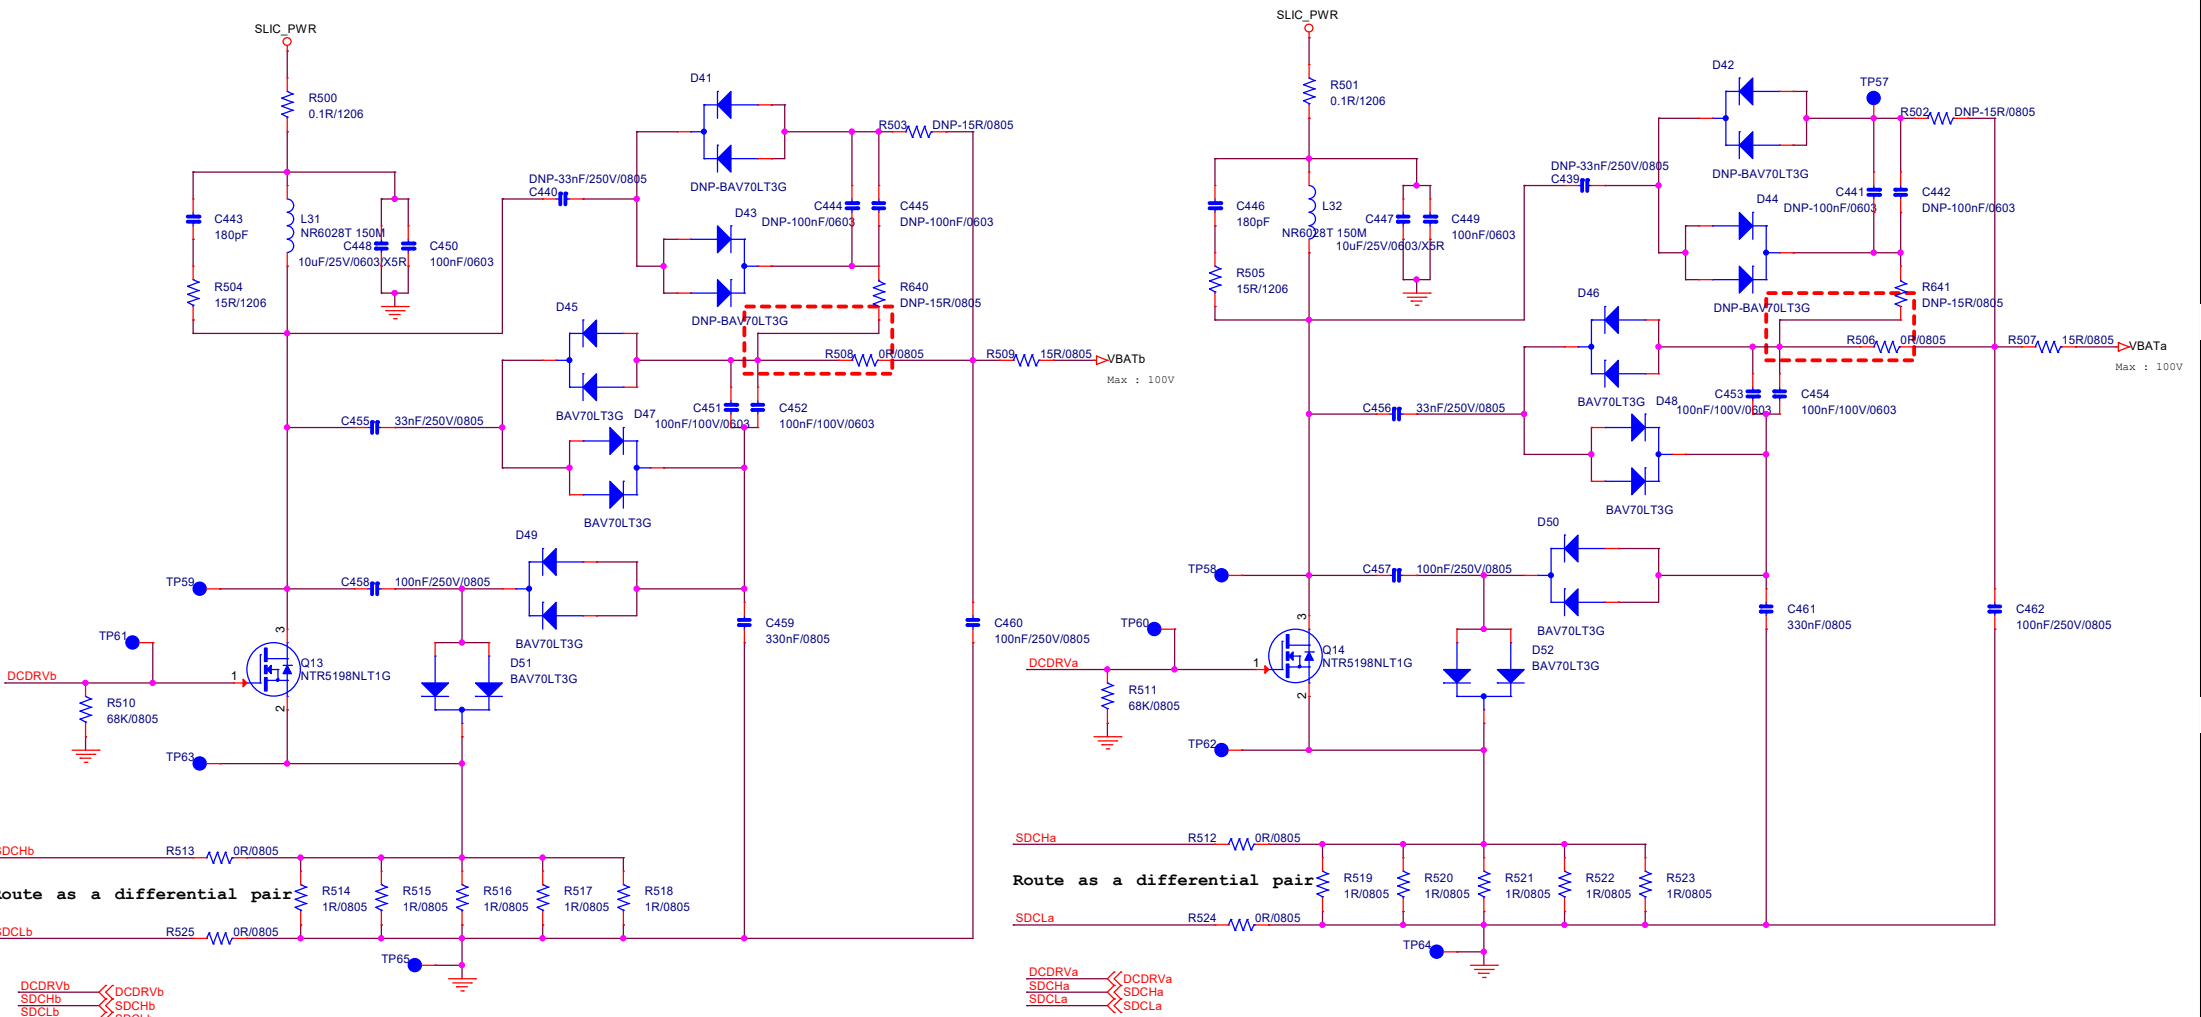 SLIC_PWR
R500
0.1R/1206
C443
180pF
L31
NR6028T 150M
C448
10uF/25V/0603/X5R
C450
100nF/0603
R504
15R/1206
DNP-33nF/250V/0805
C440
D41
DNP-BAV70LT3G
R503
DNP-15R/0805
D43
C444
DNP-100nF/0603
C445
DNP-100nF/0603
R640
DNP-15R/0805
DNP-BAV70LT3G
D45
R508
0R/0805
R509
15R/0805
VBATb
Max : 100V
BAV70LT3G
D47
C451
100nF/100V/0603
C452
100nF/100V/0603
C455
33nF/250V/0805
BAV70LT3G
D49
TP59
C458
100nF/250V/0805
BAV70LT3G
C459
330nF/0805
C460
100nF/250V/0805
TP61
3
Q13
NTR5198NLT1G
D51
BAV70LT3G
DCDRVb
1
R510
68K/0805
2
TP63
SDCHb
R513
0R/0805
Route as a differential pair
R514
1R/0805
R515
1R/0805
R516
1R/0805
R517
1R/0805
R518
1R/0805
SDCLb
R525
0R/0805
TP65
DCDRVb
DCDRVb
SDCHb
SDCHb
SDCLb
SLIC_PWR
R501
0.1R/1206
C446
180pF
L32
NR6028T 150M
C447
10uF/25V/0603/X5R
C449
100nF/0603
R505
15R/1206
DNP-33nF/250V/0805
C439
D42
TP57
R502
DNP-15R/0805
DNP-BAV70LT3G
D44
C441
DNP-100nF/0603
C442
DNP-100nF/0603
R641
DNP-15R/0805
DNP-BAV70LT3G
D46
R506
0R/0805
R507
15R/0805
VBATa
Max : 100V
BAV70LT3G
D48
C453
100nF/100V/0603
C454
100nF/100V/0603
C456
33nF/250V/0805
BAV70LT3G
D50
TP58
C457
100nF/250V/0805
BAV70LT3G
C461
330nF/0805
C462
100nF/250V/0805
TP60
3
Q14
NTR5198NLT1G
D52
BAV70LT3G
DCDRVa
1
R511
68K/0805
2
TP62
SDCHa
R512
0R/0805
Route as a differential pair
R519
1R/0805
R520
1R/0805
R521
1R/0805
R522
1R/0805
R523
1R/0805
SDCLa
R524
0R/0805
TP64
DCDRVa
DCDRVa
SDCHa
SDCHa
SDCLa
SDCLa